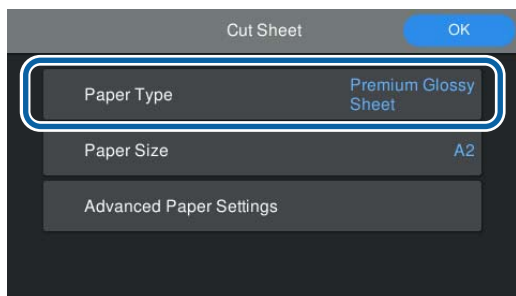 Cut Sheet
OK
Paper Type
Premium Glossy
Sheet
Paper Size
A2
Advanced Paper Settings